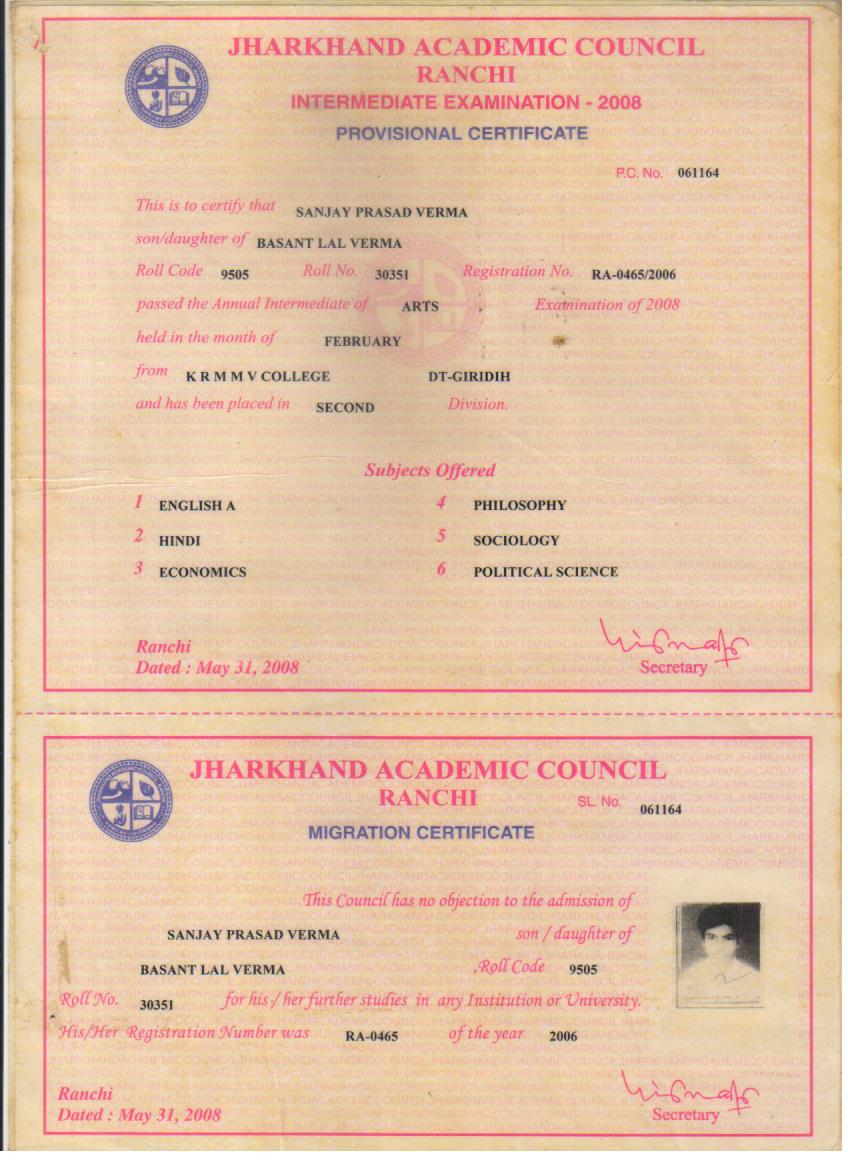 JHARKHAND ACADEMIC COUNCIL
RANCHI
INTERMEDIATE EXAMINATION - 2008
PROVISIONAL CERTIFICATE
P.C. No. 061164
This is to certify that SANJAY PRASAD VERMA
son/daughter of BASANT LAL VERMA
Roll Code 9505 Roll No. 30351 Registration No. RA-0465/2006
passed the Annual Intermediate of ARTS Examination of 2008
held in the month of FEBRUARY
from K R M M V COLLEGE DT-GIRIDIH
and has been placed in SECOND Division.
Subjects Offered
1 ENGLISH A 4 PHILOSOPHY
2 HINDI 5 SOCIOLOGY
3 ECONOMICS 6 POLITICAL SCIENCE
Ranchi
Dated : May 31, 2008 Secretary
JHARKHAND ACADEMIC COUNCIL
RANCHI SL. No. 061164
MIGRATION CERTIFICATE
This Council has no objection to the admission of
SANJAY PRASAD VERMA son / daughter of
BASANT LAL VERMA ,Roll Code 9505
Roll No. 30351 for his / her further studies in any Institution or University.
His/Her Registration Number was RA-0465 of the year 2006
Ranchi
Dated : May 31, 2008 Secretary